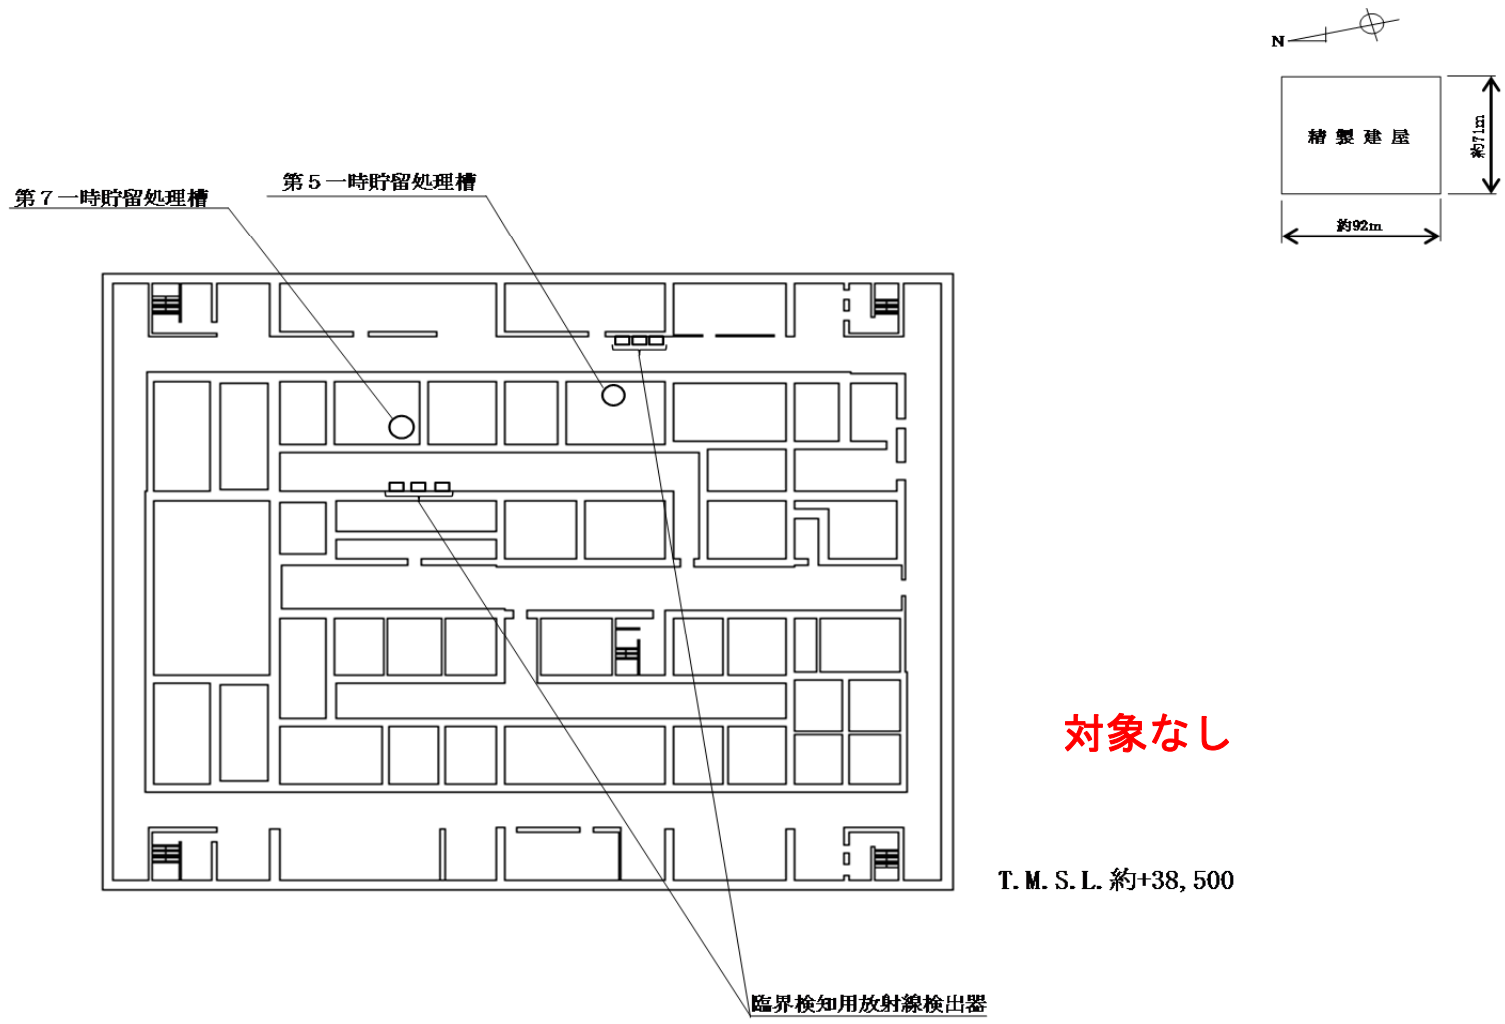 N
精製建屋
約71m
約92m
第５一時貯留処理槽
第７一時貯留処理槽
対象なし
T.M.S.L.約+38,500
臨界検知用放射線検出器